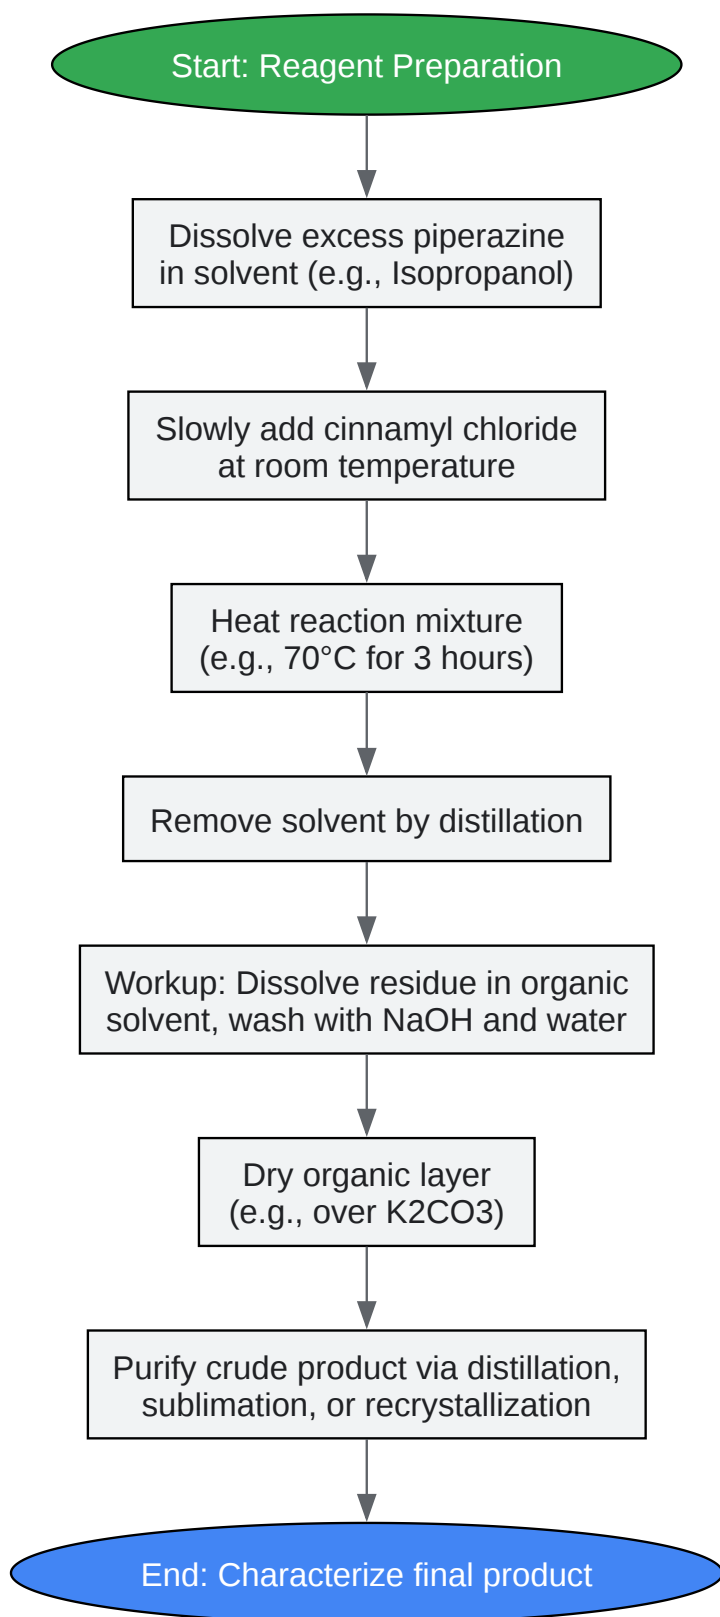 Start: Reagent Preparation
Dissolve excess piperazine
in solvent (e.g., Isopropanol)
Slowly add cinnamyl chloride
at room temperature
Heat reaction mixture
(e.g., 70°C for 3 hours)
Remove solvent by distillation
Workup: Dissolve residue in organic
solvent, wash with NaOH and water
Dry organic layer
(e.g., over K2CO3)
Purify crude product via distillation,
sublimation, or recrystallization
End: Characterize final product